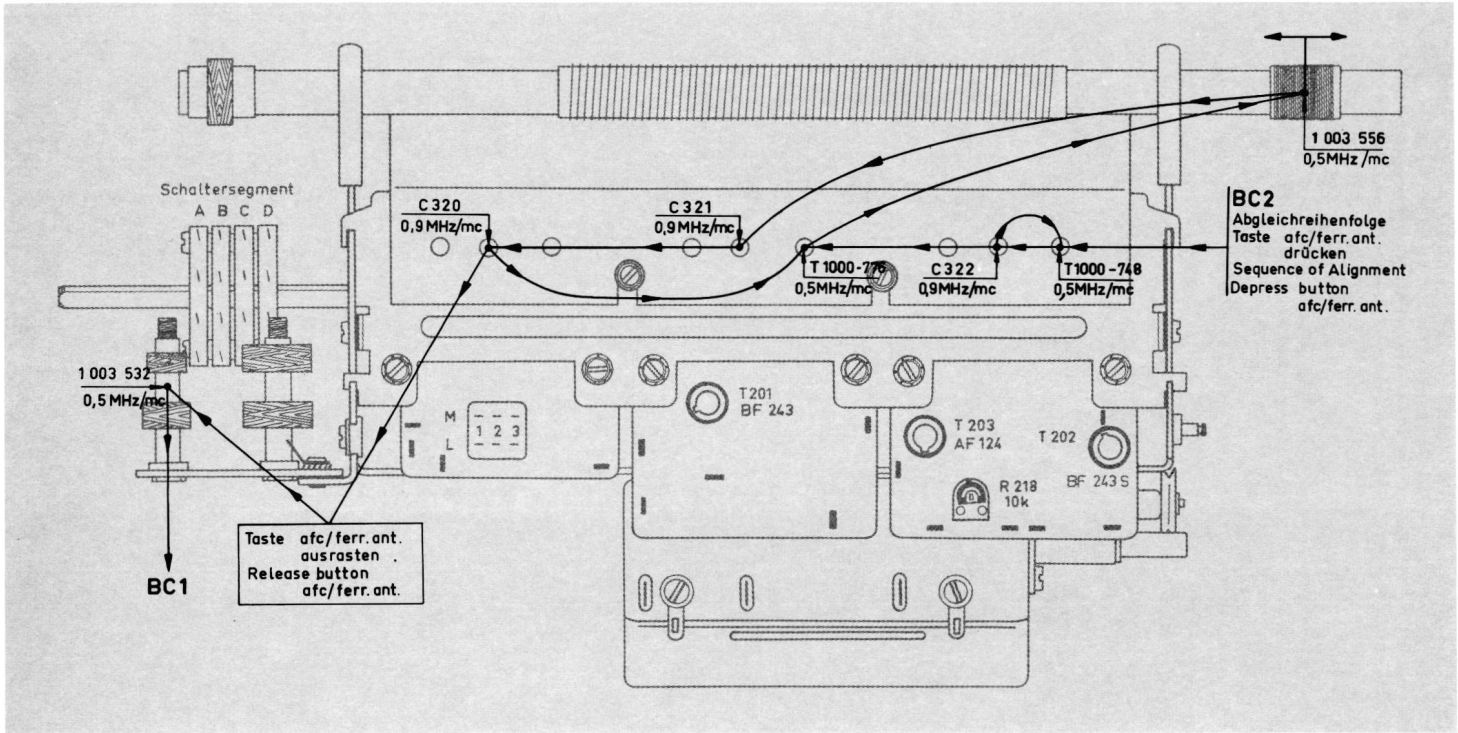 1 003 556
0,5MHz/mc
Schaltersegment
A B C D
C 320
0,9 MHz/mc
C 321
0,9 MHz/mc
BC2
Abgleichreihenfolge
Taste afc/ferr.ant.
drücken
Sequence of Alignment
Depress button
afc/ferr. ant.
T 1000-776
0,5MHz/mc
C 322
0,9MHz/mc
T1000-748
0,5MHz/mc
1 003 532
0,5 MHz/mc
M
1 2 3
L
T 201
BF 243
T 203
AF 124
T 202
BF 243 S
R 218
10k
Taste afc/ferr.ant.
ausrasten
Release button
afc/ferr.ant.
BC1